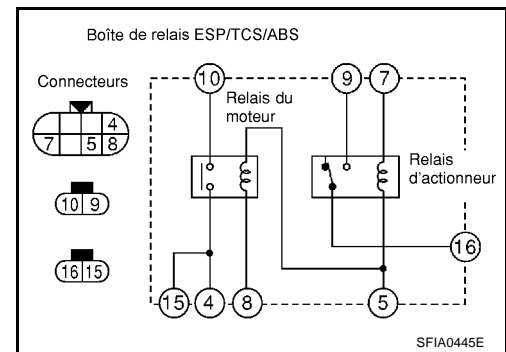 Boîte de relais ESP/TCS/ABS
Connecteurs
10
9
7
Relais du
moteur
4
7 5 8
Relais
d'actionneur
10 9
16
16 15
15
4
8
5
SFIA0445E